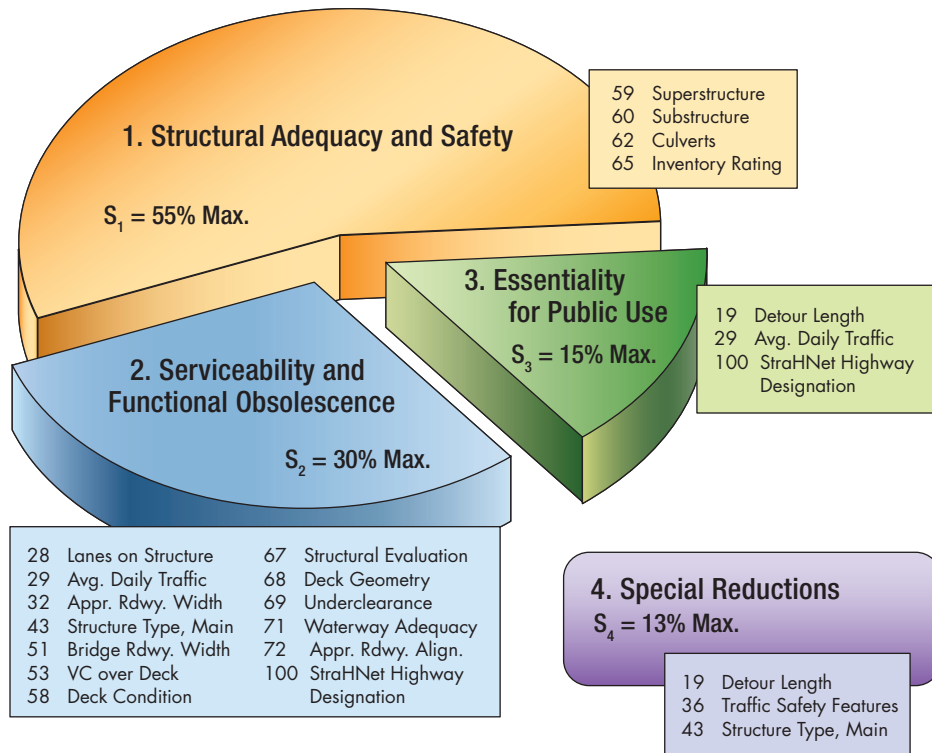 1. Structural Adequacy and Safety
S₁ = 55% Max.
59 Superstructure
60 Substructure
62 Culverts
65 Inventory Rating
3. Essentiality
for Public Use
S₃ = 15% Max.
19 Detour Length
29 Avg. Daily Traffic
100 StraHNet Highway
Designation
2. Serviceability and
Functional Obsolescence
S₂ = 30% Max.
28 Lanes on Structure
29 Avg. Daily Traffic
32 Appr. Rdwy. Width
43 Structure Type, Main
51 Bridge Rdwy. Width
53 VC over Deck
58 Deck Condition
67 Structural Evaluation
68 Deck Geometry
69 Underclearance
71 Waterway Adequacy
72 Appr. Rdwy. Align.
100 StraHNet Highway
Designation
4. Special Reductions
S₄ = 13% Max.
19 Detour Length
36 Traffic Safety Features
43 Structure Type, Main